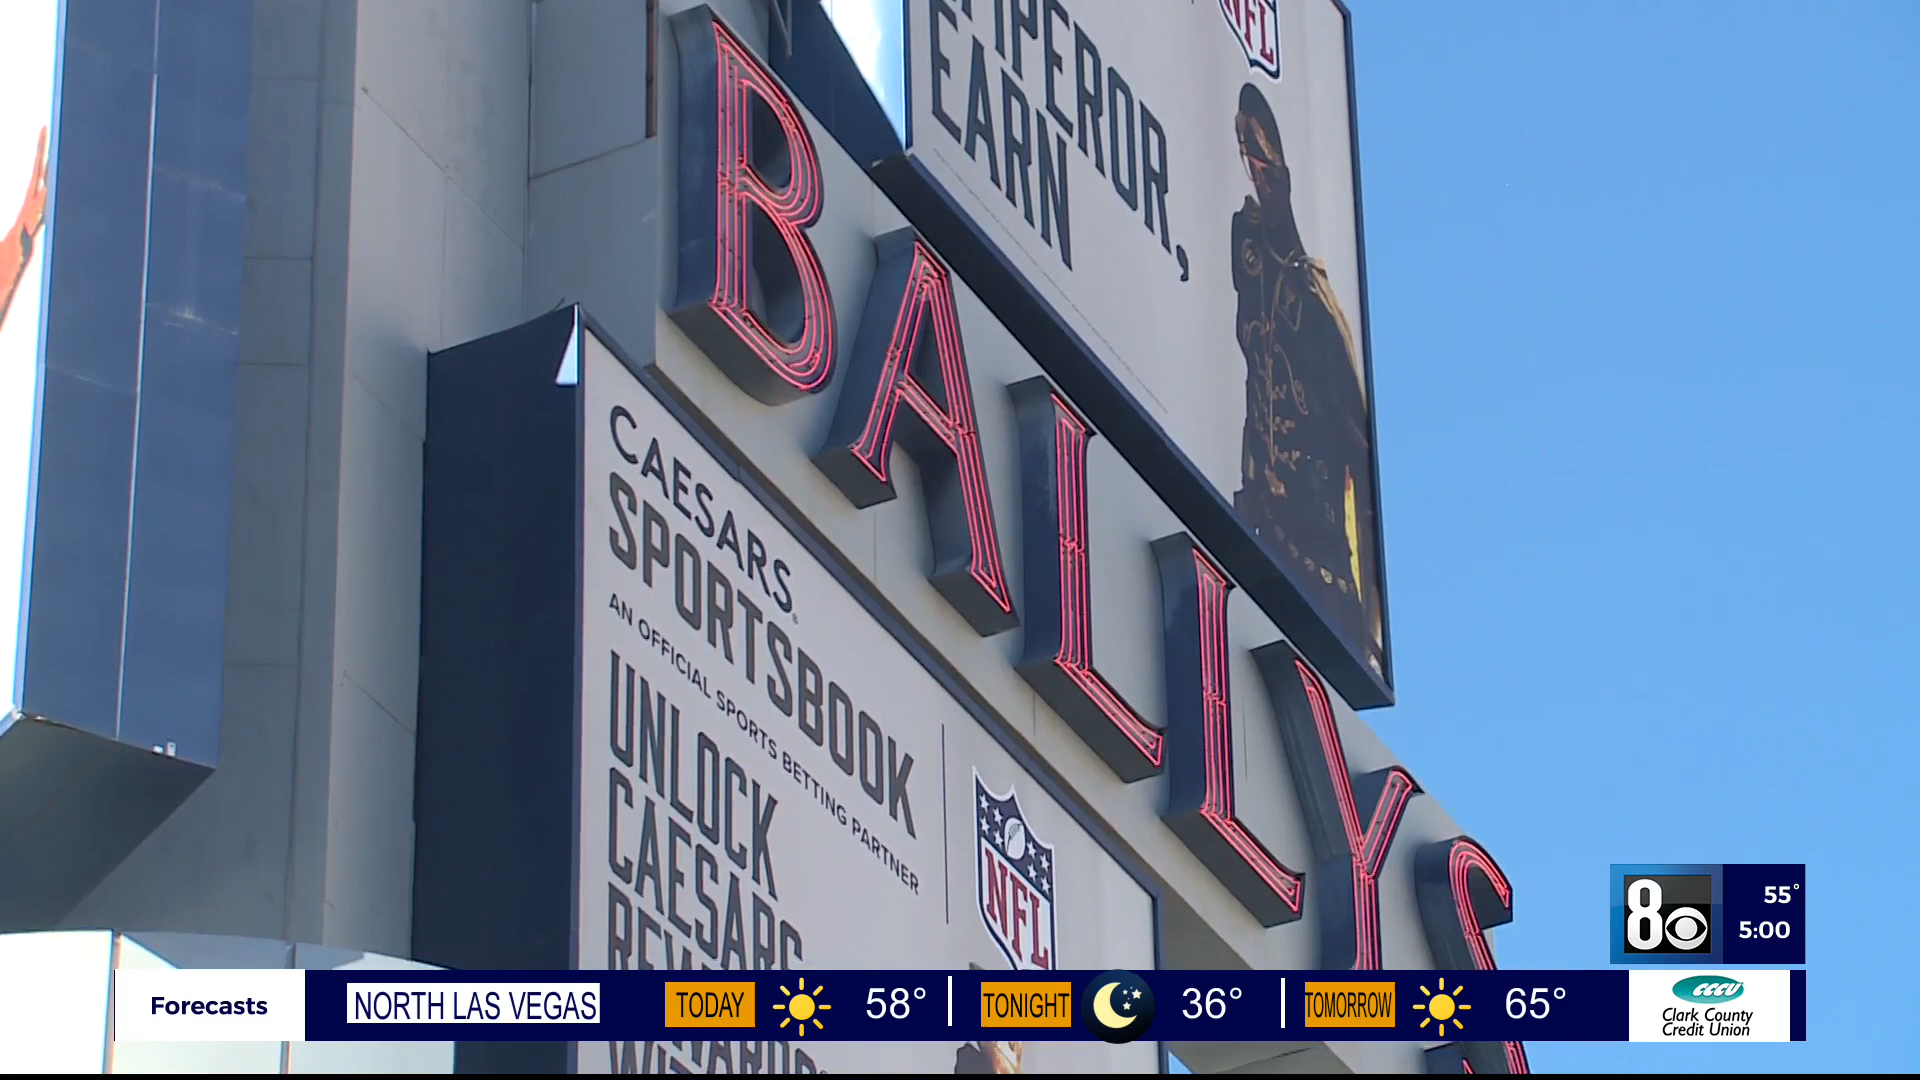 EARN
NFL
BALLYS
CAESARS
SPORTSBOOK
AN OFFICIAL SPORTS BETTING PARTNER
UNLOCK
CAESARS
NFL
8
55°
5:00
Forecasts
NORTH LAS VEGAS
TODAY
58°
TONIGHT
36°
TOMORROW
65°
CCCU
Clark County
Credit Union